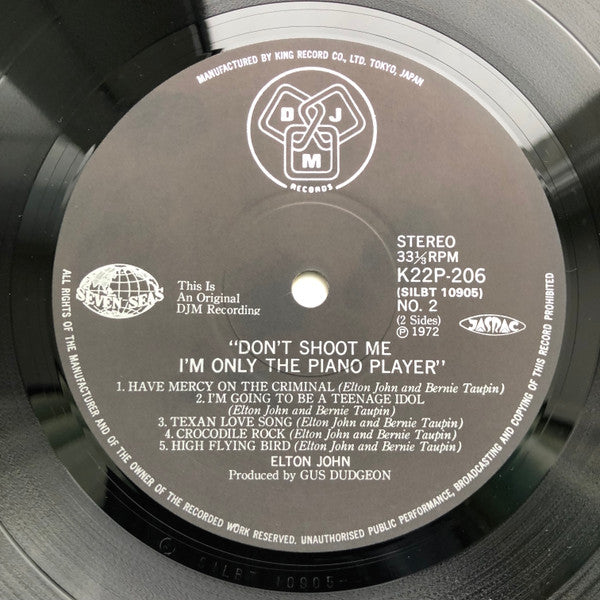 MANUFACTURED BY KING RECORD CO., LTD. TOKYO, JAPAN
D J
M
RECORDS
STEREO
33⅓RPM
K22P-206
(SILBT 10905)
NO. 2
(2 Sides)
Ⓟ 1972
SEVEN SEAS
This Is
An Original
DJM Recording
JASRAC
"DON'T SHOOT ME
I'M ONLY THE PIANO PLAYER"
1. HAVE MERCY ON THE CRIMINAL (Elton John and Bernie Taupin)
2. I'M GOING TO BE A TEENAGE IDOL
(Elton John and Bernie Taupin)
3. TEXAN LOVE SONG (Elton John and Bernie Taupin)
4. CROCODILE ROCK (Elton John and Bernie Taupin)
5. HIGH FLYING BIRD (Elton John and Bernie Taupin)
ELTON JOHN
Produced by GUS DUDGEON
ALL RIGHTS OF THE MANUFACTURER AND OF THE OWNER OF THE RECORDED WORK RESERVED. UNAUTHORISED PUBLIC PERFORMANCE, BROADCASTING AND COPYING OF THIS RECORD PROHIBITED
SILBT 10905-